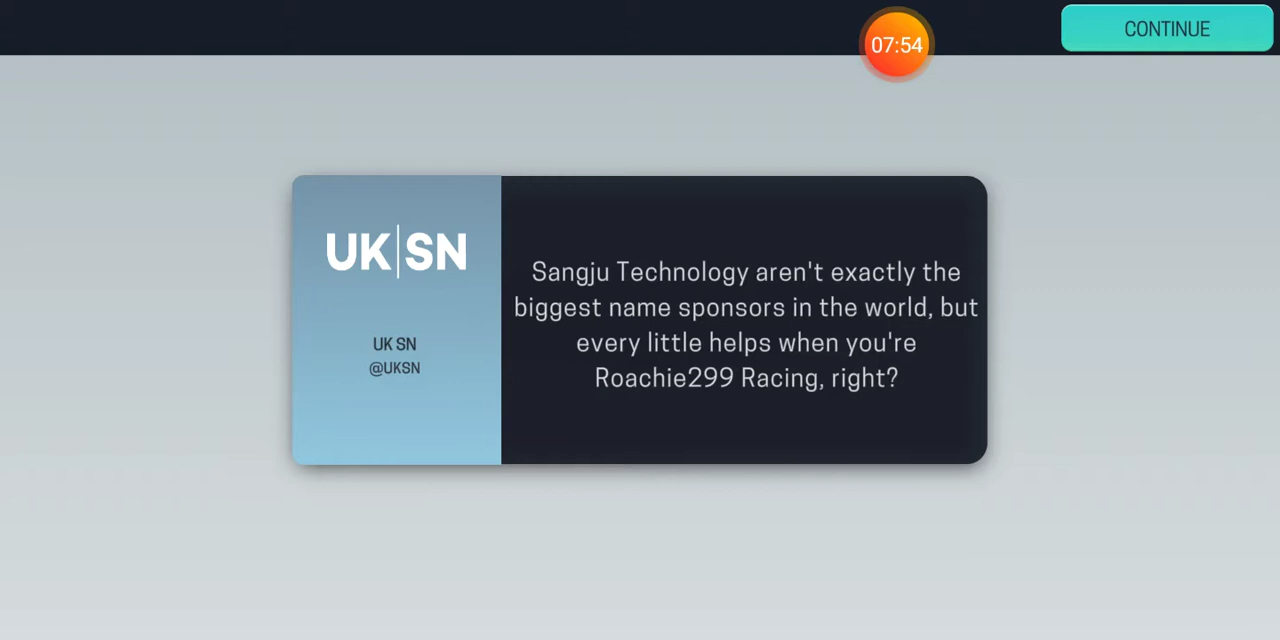 07:54
CONTINUE
UK|SN
UK SN
@UKSN
Sangju Technology aren't exactly the
biggest name sponsors in the world, but
every little helps when you're
Roachie299 Racing, right?